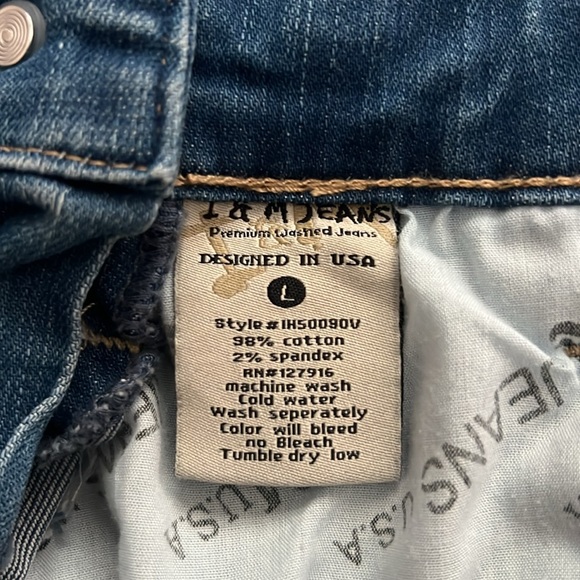 I & M JEANS
Premium Washed Jeans
DESIGNED IN USA
L
Style#IH50090V
98% cotton
2% spandex
RN#127916
machine wash
Cold water
Wash seperately
Color will bleed
no Bleach
Tumble dry low
JEANS
JEANS U.S.A
U.S.A
U.S.A